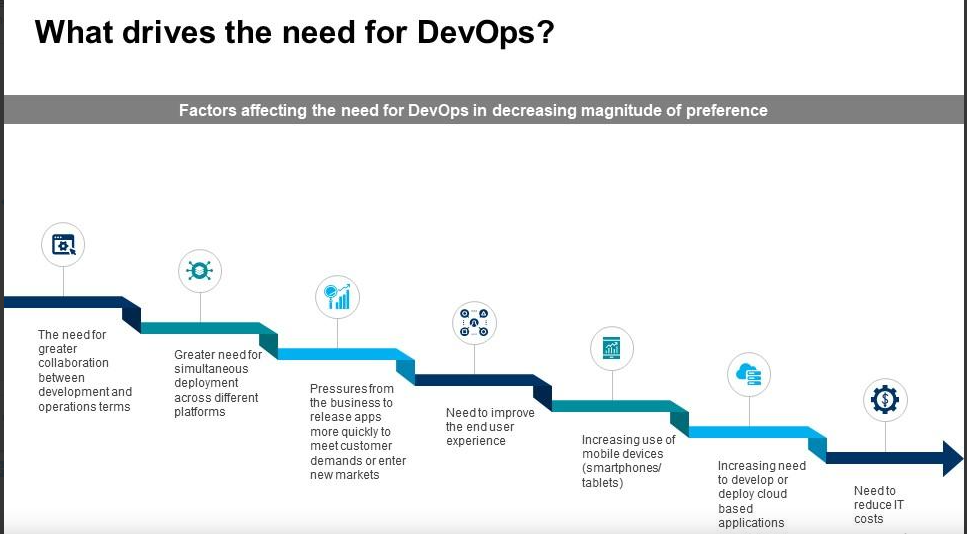 What drives the need for DevOps?
Factors affecting the need for DevOps in decreasing magnitude of preference
The need for
greater
collaboration
between
development and
operations terms
Greater need for
simultaneous
deployment
across different
platforms
Pressures from
the business to
release apps
more quickly to
meet customer
demands or enter
new markets
Need to improve
the end user
experience
Increasing use of
mobile devices
(smartphones/
tablets)
Increasing need
to develop or
deploy cloud
based
applications
Need to
reduce IT
costs